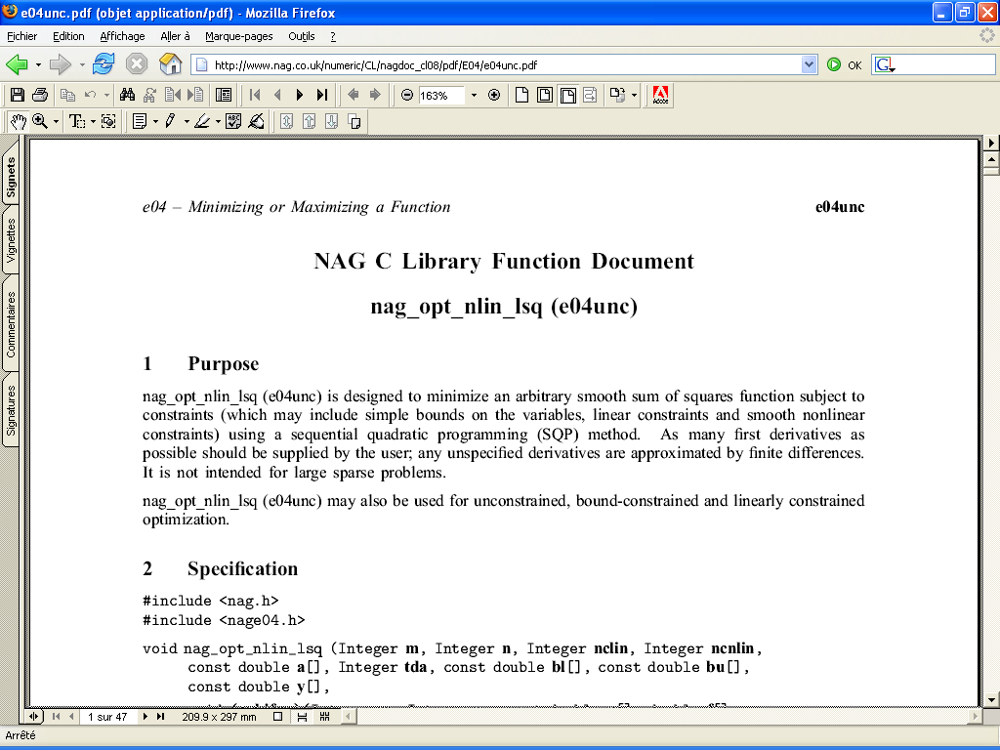 e04unc.pdf (objet application/pdf) - Mozilla Firefox
Fichier Edition Affichage Aller à Marque-pages Outils ?
http://www.nag.co.uk/numeric/CL/nagdoc_cl08/pdf/E04/e04unc.pdf OK G
163% Adobe
Signets
Vignettes
Commentaires
Signatures
e04 – Minimizing or Maximizing a Function e04unc
NAG C Library Function Document
nag_opt_nlin_lsq (e04unc)
1 Purpose
nag_opt_nlin_lsq (e04unc) is designed to minimize an arbitrary smooth sum of squares function subject to
constraints (which may include simple bounds on the variables, linear constraints and smooth nonlinear
constraints) using a sequential quadratic programming (SQP) method. As many first derivatives as
possible should be supplied by the user; any unspecified derivatives are approximated by finite differences.
It is not intended for large sparse problems.
nag_opt_nlin_lsq (e04unc) may also be used for unconstrained, bound-constrained and linearly constrained
optimization.
2 Specification
#include <nag.h>
#include <nage04.h>
void nag_opt_nlin_lsq (Integer m, Integer n, Integer nclin, Integer ncnlin,
const double a[], Integer tda, const double bl[], const double bu[],
const double y[],
1 sur 47 209.9 x 297 mm
Arrêté